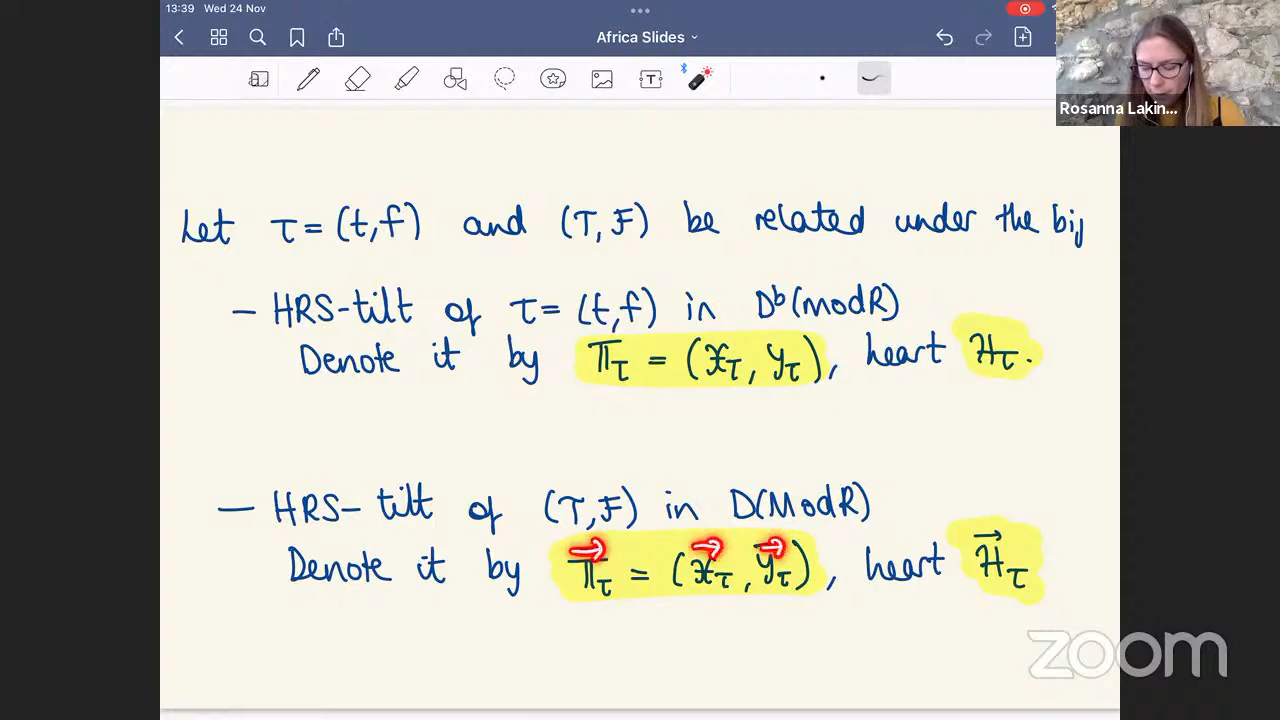 13:39 Wed 24 Nov
Africa Slides
Rosanna Lakin...
Let τ = (t, f) and (T, F) be related under the bij
— HRS-tilt of τ = (t, f) in Dᵇ(modR)
Denote it by 𝕋_τ = (𝒳_τ, 𝒴_τ), heart ℋ_τ.
— HRS-tilt of (T, F) in D(ModR)
Denote it by 𝕋⃗_τ = (𝒳⃗_τ, 𝒴⃗_τ), heart ℋ⃗_τ
zoom